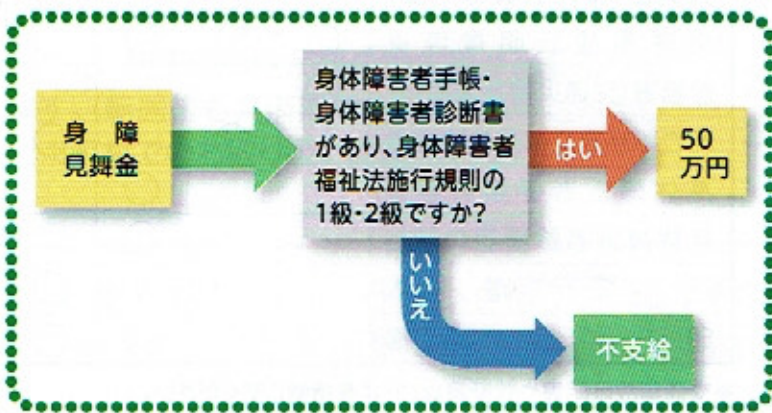 身 障
見舞金
身体障害者手帳・
身体障害者診断書
があり、身体障害者
福祉法施行規則の
1級・2級ですか?
はい
50
万円
いいえ
不支給